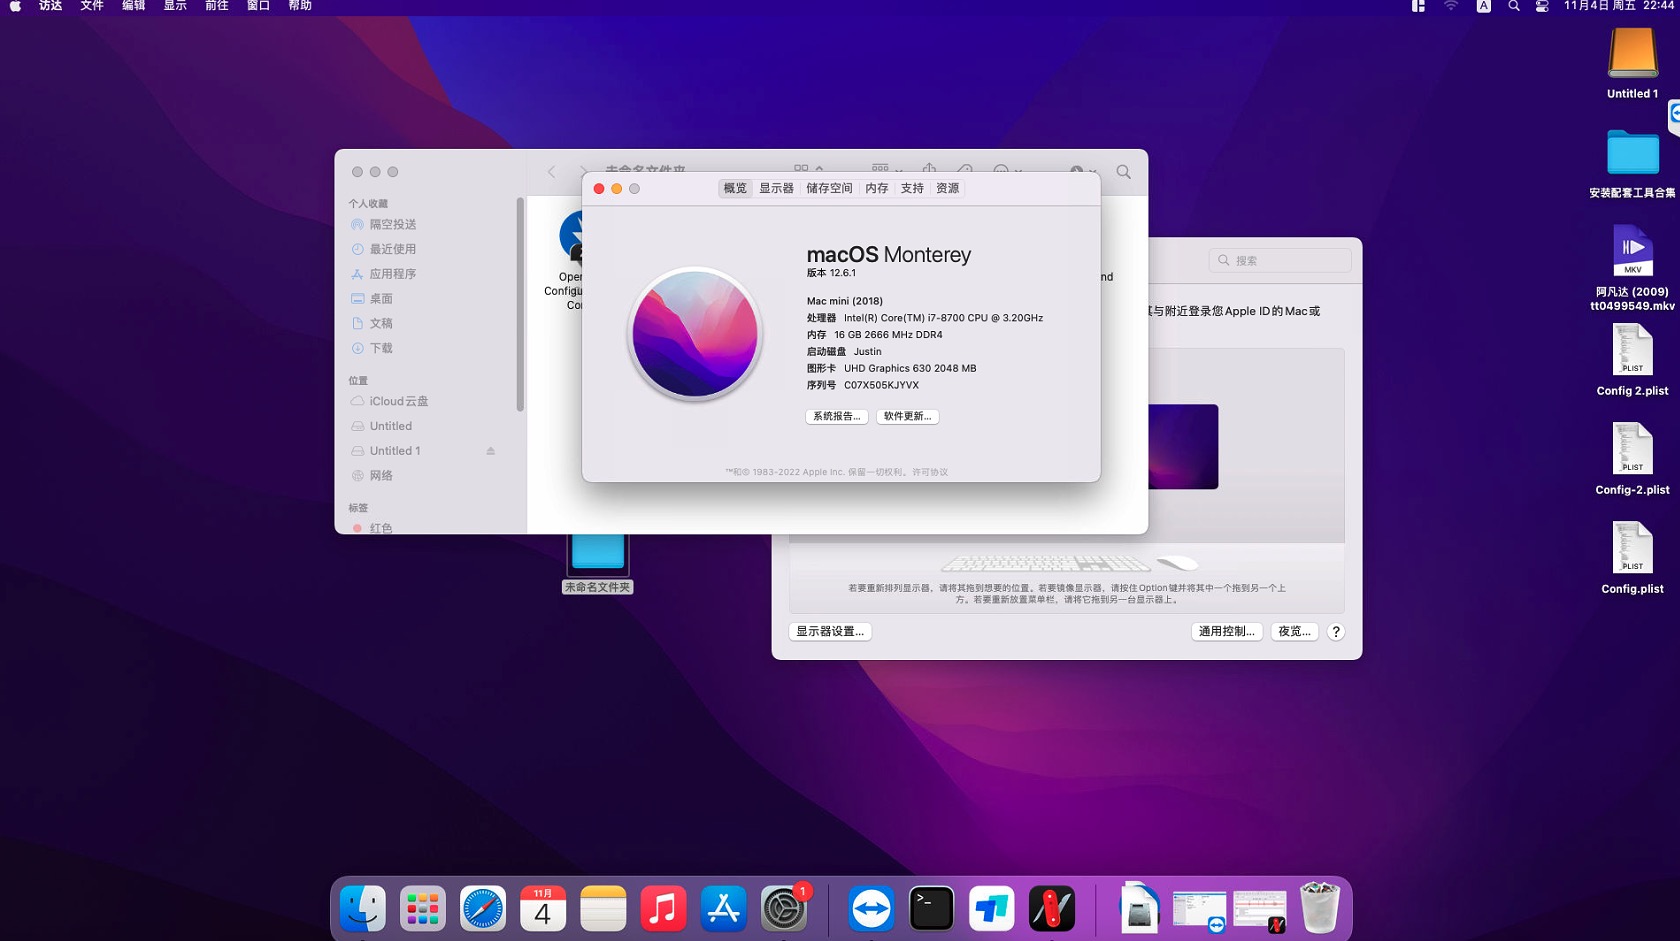 访达 文件 编辑 显示 前往 窗口 帮助
A 11月4日 周五 22:44
Untitled 1
安装配套工具合集
MKV
阿凡达 (2009)
tt0499549.mkv
PLIST
Config 2.plist
PLIST
Config-2.plist
PLIST
Config.plist
未命名文件夹
个人收藏
隔空投送
最近使用
应用程序
桌面
文稿
下载
位置
iCloud云盘
Untitled
Untitled 1
网络
标签
红色
概览 显示器 储存空间 内存 支持 资源
macOS Monterey
版本 12.6.1
Mac mini (2018)
处理器 Intel(R) Core(TM) i7-8700 CPU @ 3.20GHz
内存 16 GB 2666 MHz DDR4
启动磁盘 Justin
图形卡 UHD Graphics 630 2048 MB
序列号 C07X505KJYVX
系统报告... 软件更新...
™和© 1983-2022 Apple Inc. 保留一切权利。许可协议
搜索
与附近登录您Apple ID的Mac或
若要重新排列显示器，请将其拖到想要的位置。若要镜像显示器，请按住Option键并将其中一个拖到另一个上
方。若要重新放置菜单栏，请将它拖到另一台显示器上。
显示器设置... 通用控制... 夜览... ?
未命名文件夹
11月
4
1